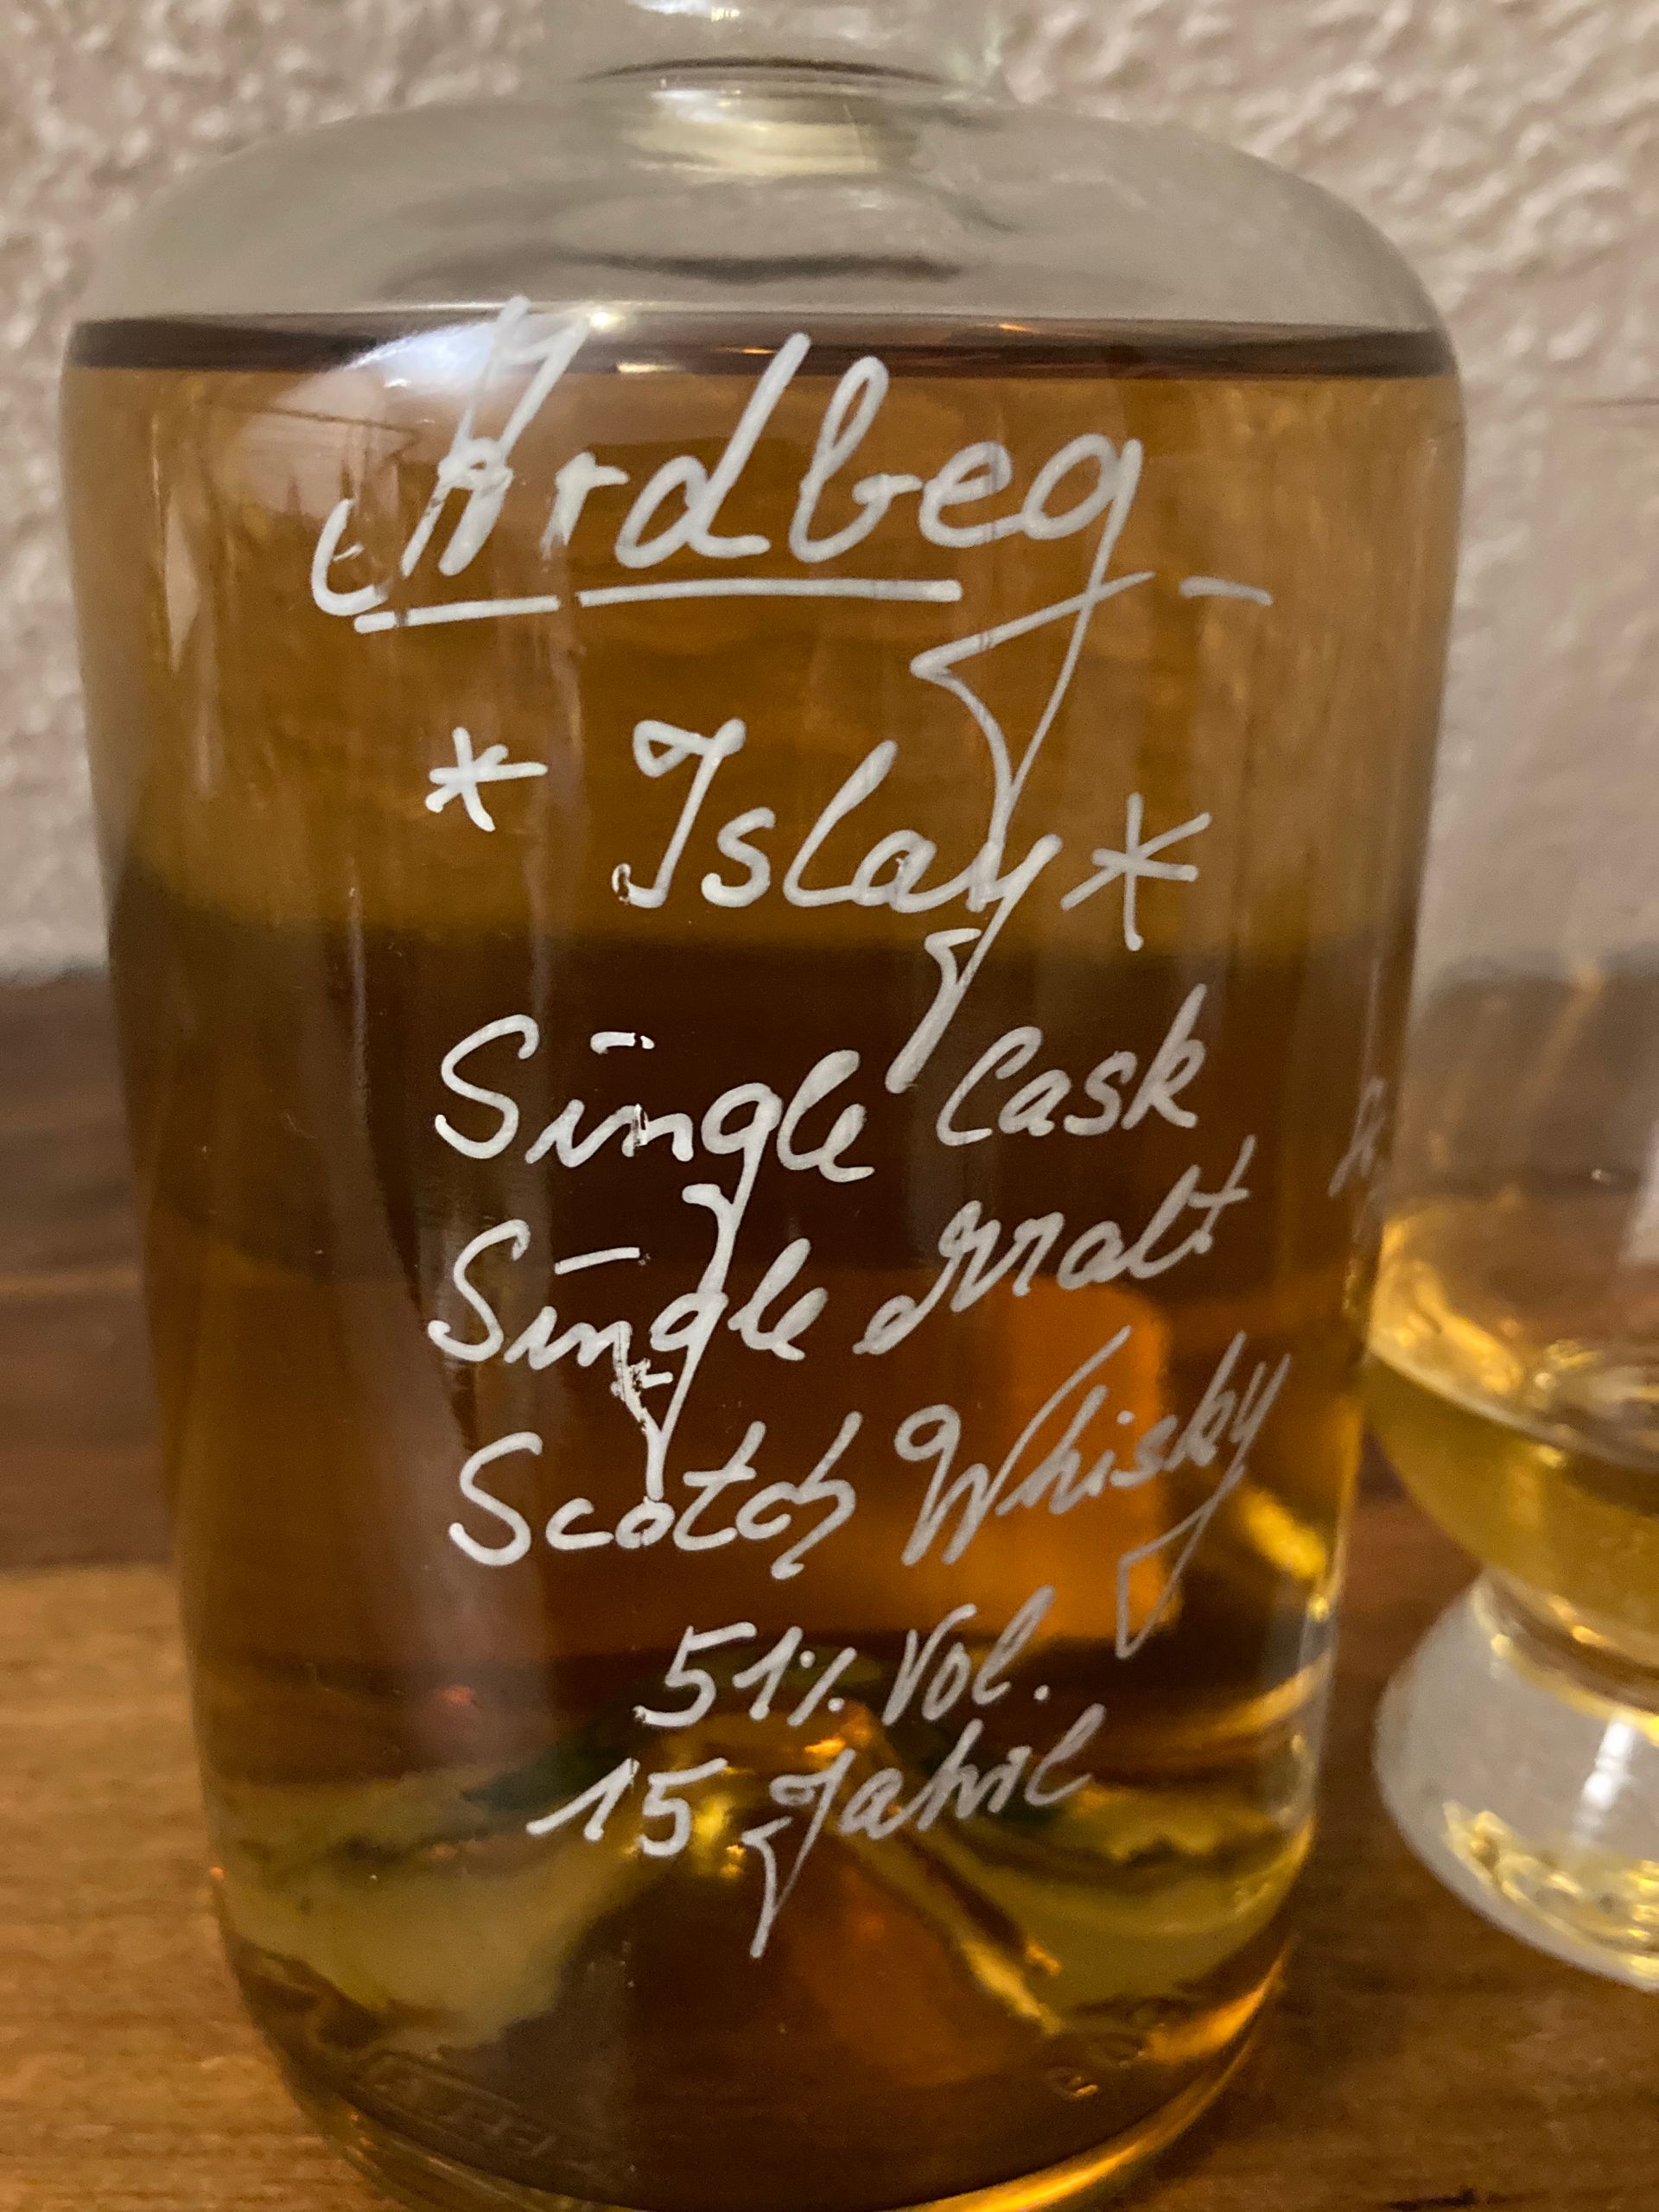 Ardbeg
* Islay *
Single Cask
Single Malt
Scotch Whisky
51% Vol.
15 Jahre